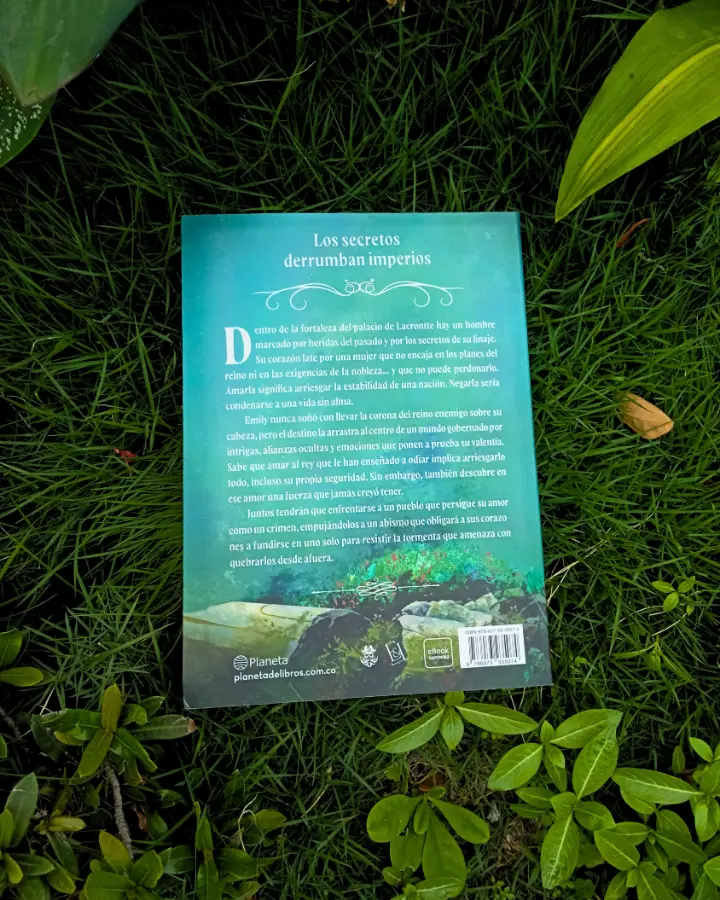 Los secretos
derrumban imperios
Dentro de la fortaleza del palacio de Lacrontte hay un hombre
marcado por heridas del pasado y por los secretos de su linaje.
Su corazón late por una mujer que no encaja en los planes del
reino ni en las exigencias de la nobleza... y que no puede perdonarlo.
Amarla significa arriesgar la estabilidad de una nación. Negarla sería
condenarse a una vida sin alma.
Emily nunca soñó con llevar la corona del reino enemigo sobre su
cabeza, pero el destino la arrastra al centro de un mundo gobernado por
intrigas, alianzas ocultas y emociones que ponen a prueba su valentía.
Sabe que amar al rey que le han enseñado a odiar implica arriesgarlo
todo, incluso su propia seguridad. Sin embargo, también descubre en
ese amor una fuerza que jamás creyó tener.
Juntos tendrán que enfrentarse a un pueblo que persigue su amor
como un crimen, empujándolos a un abismo que obligará a sus corazo-
nes a fundirse en uno solo para resistir la tormenta que amenaza con
quebrarlos desde afuera.
Planeta
planetadelibros.com.co
eBook